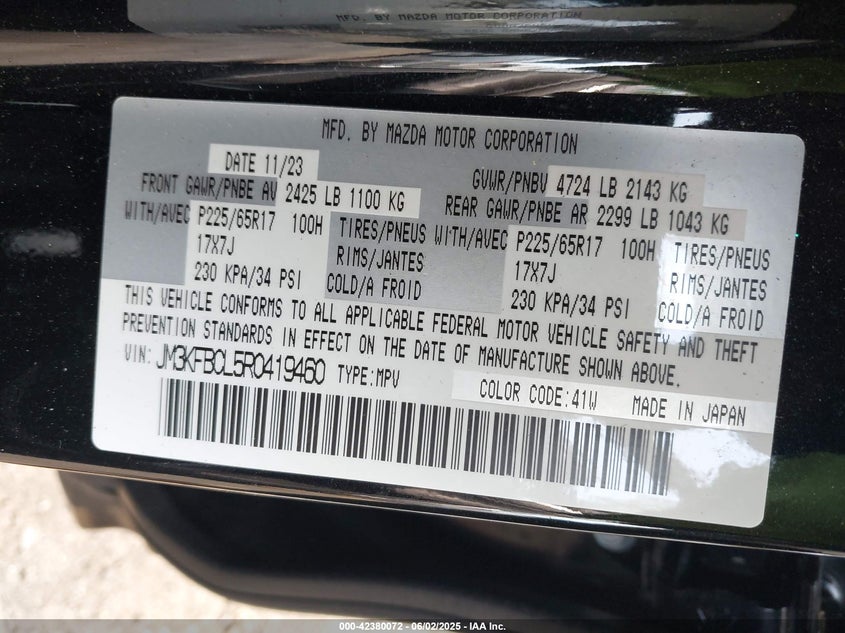 MFD. BY MAZDA MOTOR CORPORATION
MFD. BY MAZDA MOTOR CORPORATION
DATE 11/23
GVWR/PNBV 4724 LB 2143 KG
FRONT GAWR/PNBE AV 2425 LB 1100 KG
REAR GAWR/PNBE AR 2299 LB 1043 KG
WITH/AVEC P225/65R17 100H TIRES/PNEUS WITH/AVEC P225/65R17 100H TIRES/PNEUS
17X7J RIMS/JANTES 17X7J RIMS/JANTES
230 KPA/34 PSI COLD/A FROID 230 KPA/34 PSI COLD/A FROID
THIS VEHICLE CONFORMS TO ALL APPLICABLE FEDERAL MOTOR VEHICLE SAFETY AND THEFT
PREVENTION STANDARDS IN EFFECT ON THE DATE OF MANUFACTURE SHOWN ABOVE.
VIN: JM3KFBCL5R0419460 TYPE:MPV
COLOR CODE:41W MADE IN JAPAN
000-42380072 - 06/02/2025 - IAA Inc.